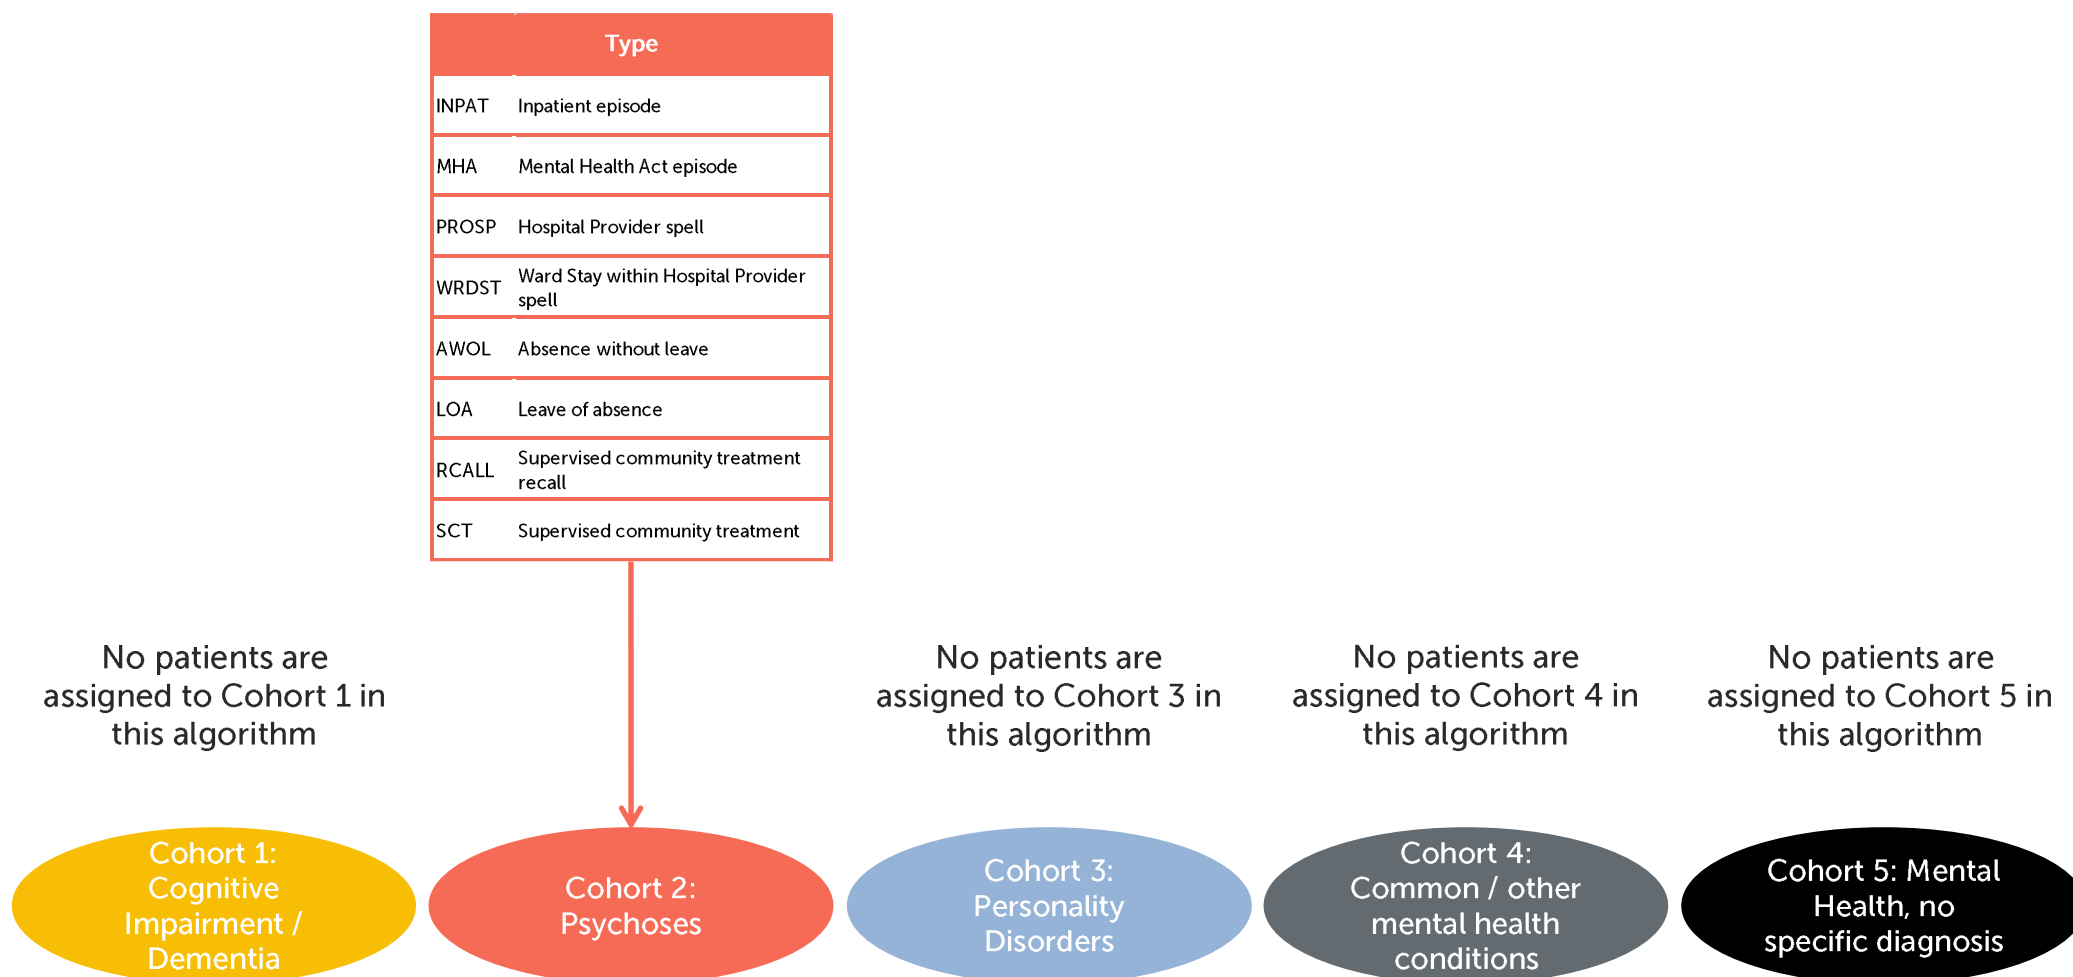 Type
INPAT Inpatient episode
MHA Mental Health Act episode
PROSP Hospital Provider spell
WRDST Ward Stay within Hospital Provider
spell
AWOL Absence without leave
LOA Leave of absence
RCALL Supervised community treatment
recall
SCT Supervised community treatment
No patients are
assigned to Cohort 1 in
this algorithm
No patients are
assigned to Cohort 3 in
this algorithm
No patients are
assigned to Cohort 4 in
this algorithm
No patients are
assigned to Cohort 5 in
this algorithm
Cohort 1:
Cognitive
Impairment /
Dementia
Cohort 2:
Psychoses
Cohort 3:
Personality
Disorders
Cohort 4:
Common / other
mental health
conditions
Cohort 5: Mental
Health, no
specific diagnosis